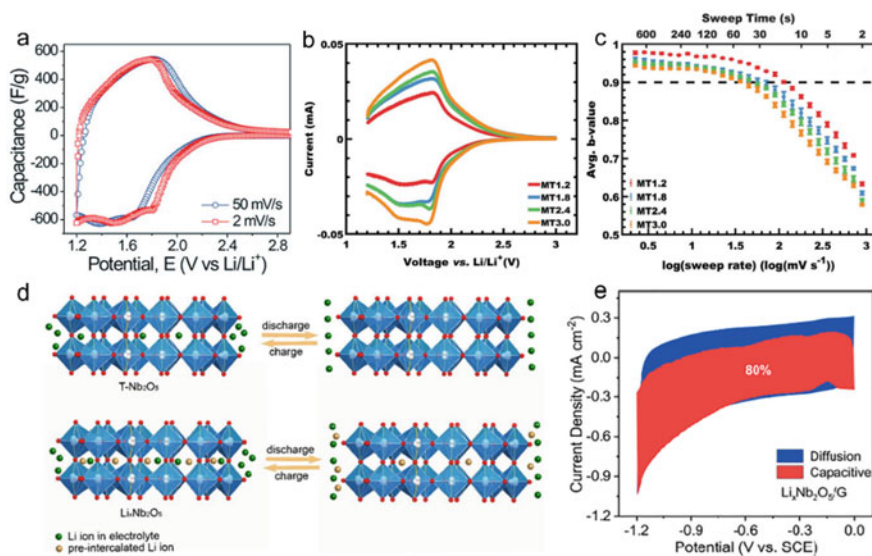 a
600
400
200
0
-200
-400
-600
Capacitance (F/g)
50 mV/s
2 mV/s
1.2 1.6 2.0 2.4 2.8
Potential, E (V vs Li/Li⁺)
b
0.05
0
-0.05
Current (mA)
MT1.2
MT1.8
MT2.4
MT3.0
1 1.5 2 2.5 3
Voltage vs. Li/Li⁺(V)
c
Sweep Time (s)
600 240 120 60 30 10 5 2
1
0.9
0.8
0.7
0.6
0.5
Avg. b-value
MT1.2
MT1.8
MT2.4
MT3.0
0.5 1 1.5 2 2.5 3
log(sweep rate) (log(mV s⁻¹))
d
discharge
charge
T-Nb₂O₅
discharge
charge
LiₓNb₂O₅
Li ion in electrolyte
pre-intercalated Li ion
e
0.3
0.0
-0.3
-0.6
-0.9
-1.2
Current Density (mA cm⁻²)
80%
Diffusion
Capacitive
LiₓNb₂O₅/G
-1.2 -0.9 -0.6 -0.3 0.0
Potential (V vs. SCE)